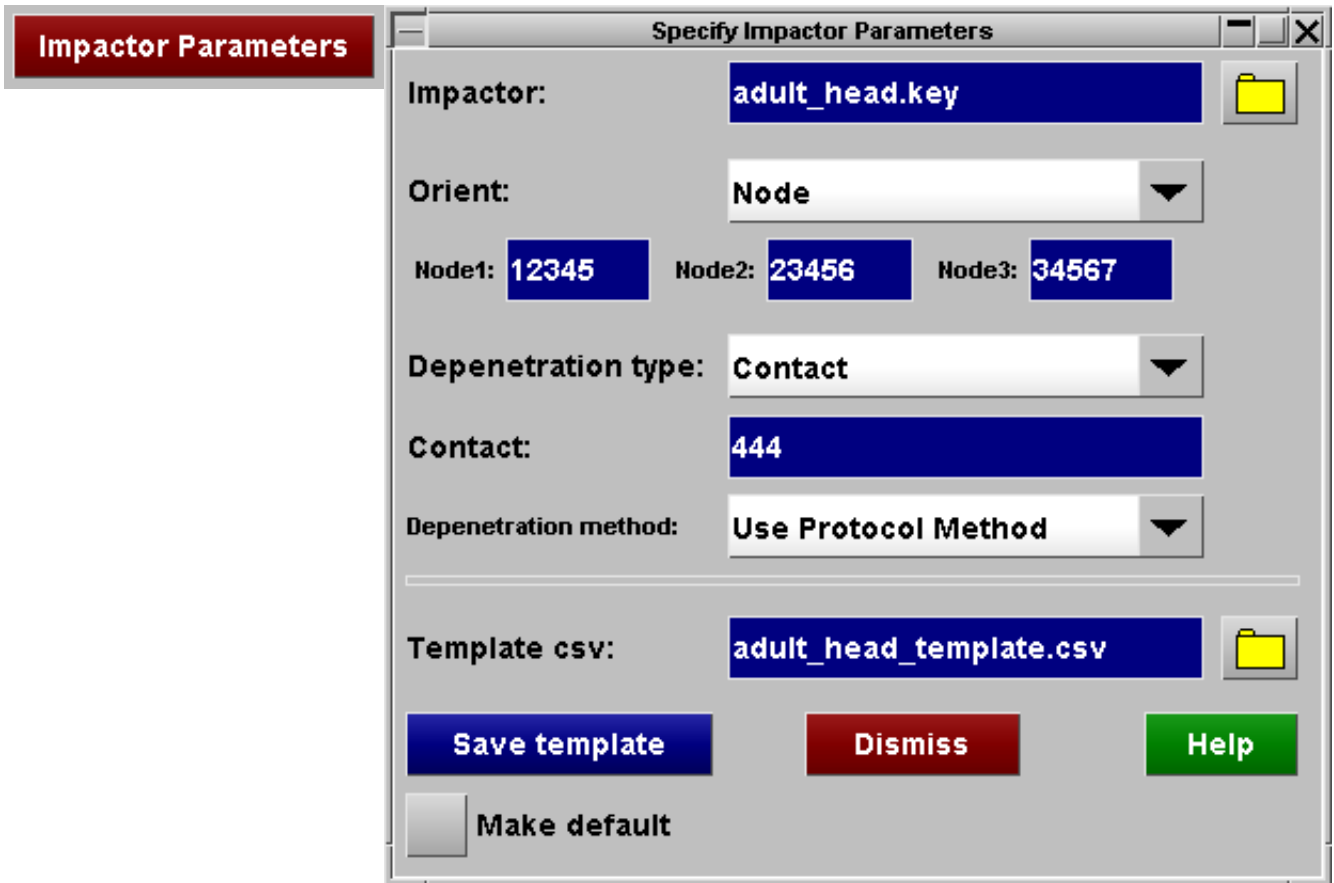 Impactor Parameters
Specify Impactor Parameters
Impactor: adult_head.key
Orient: Node
Node1: 12345 Node2: 23456 Node3: 34567
Depenetration type: Contact
Contact: 444
Depenetration method: Use Protocol Method
Template csv: adult_head_template.csv
Save template Dismiss Help
Make default